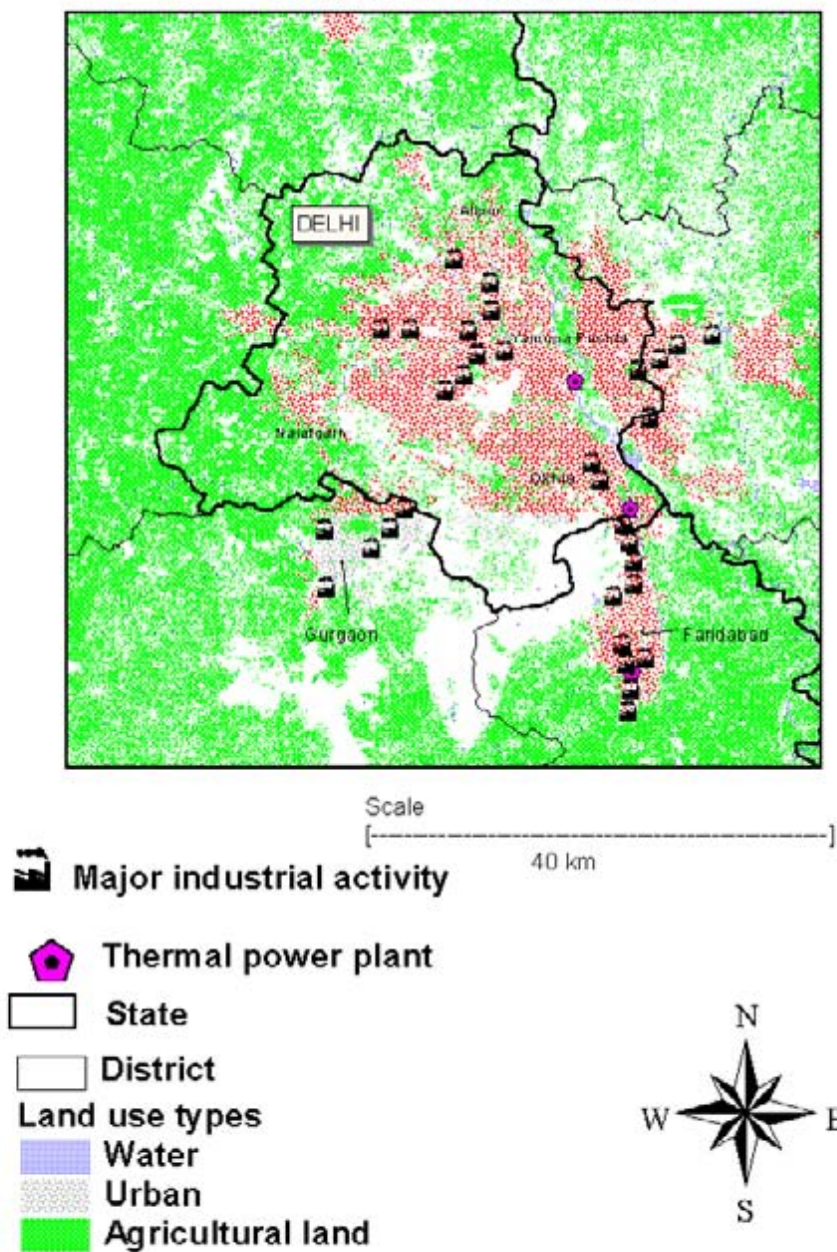 Alipur
DELHI
Yamuna Pushta
Najafgarh
Okhla
Gurgaon
Faridabad
Scale
[--------------------------------------------------]
40 km
Major industrial activity
Thermal power plant
State
District
Land use types
Water
Urban
Agricultural land
N
W
E
S